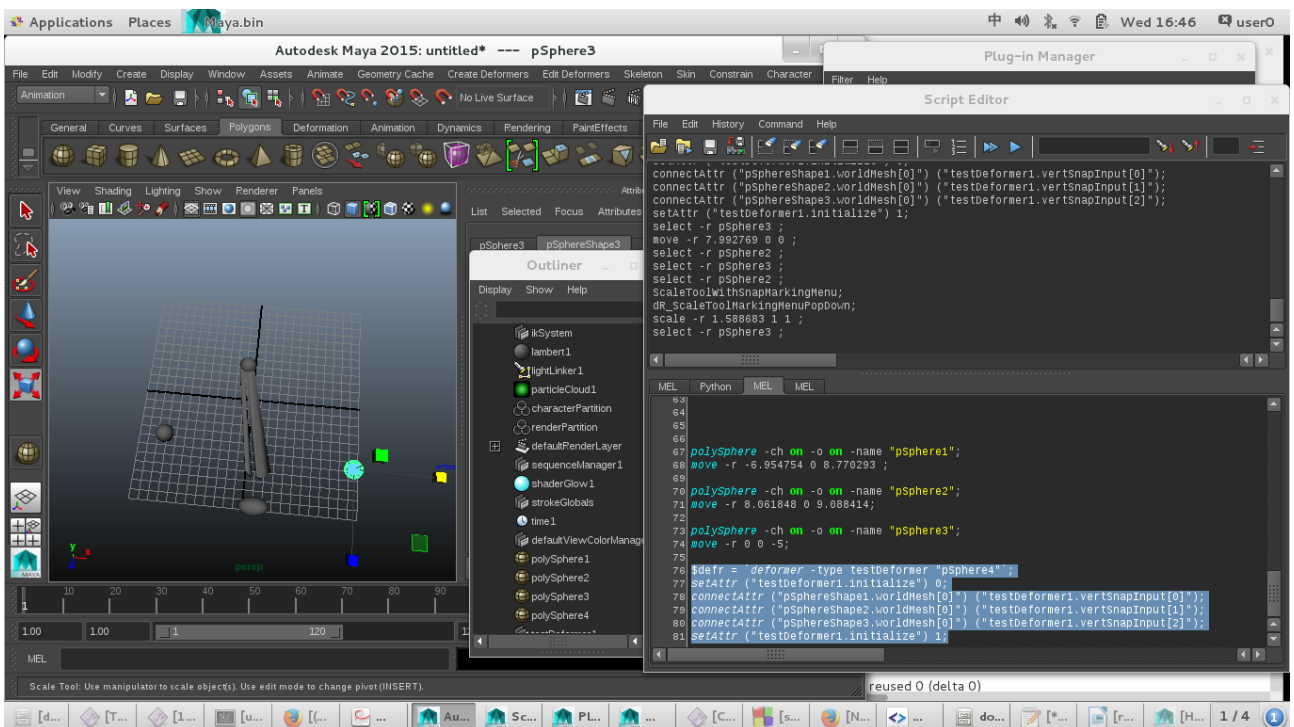 Applications Places Maya.bin 中 Wed 16:46 user0
Autodesk Maya 2015: untitled* --- pSphere3
Plug-in Manager
File Edit Modify Create Display Window Assets Animate Geometry Cache Create Deformers Edit Deformers Skeleton Skin Constrain Character
Filter Help
Animation
No Live Surface
Script Editor
General Curves Surfaces Polygons Deformation Animation Dynamics Rendering PaintEffects
File Edit History Command Help
View Shading Lighting Show Renderer Panels
List Selected Focus Attributes
pSphere3 pSphereShape3
connectAttr ("pSphereShape1.worldMesh[0]") ("testDeformer1.vertSnapInput[0]");
connectAttr ("pSphereShape2.worldMesh[0]") ("testDeformer1.vertSnapInput[1]");
connectAttr ("pSphereShape3.worldMesh[0]") ("testDeformer1.vertSnapInput[2]");
setAttr ("testDeformer1.initialize") 1;
select -r pSphere3 ;
move -r 7.992769 0 0 ;
select -r pSphere2 ;
select -r pSphere3 ;
select -r pSphere2 ;
ScaleToolWithSnapMarkingMenu;
dR_ScaleToolMarkingMenuPopDown;
scale -r 1.588683 1 1 ;
select -r pSphere3 ;
Outliner
Display Show Help
ikSystem
lambert1
lightLinker1
particleCloud1
characterPartition
renderPartition
defaultRenderLayer
sequenceManager1
shaderGlow1
strokeGlobals
time1
defaultViewColorManage
polySphere1
polySphere2
polySphere3
polySphere4
MEL Python MEL MEL
63
64
65
66
67 polySphere -ch on -o on -name "pSphere1";
68 move -r -6.954754 0 8.770293 ;
69
70 polySphere -ch on -o on -name "pSphere2";
71 move -r 8.061848 0 9.088414;
72
73 polySphere -ch on -o on -name "pSphere3";
74 move -r 0 0 -5;
75
76 $defr = `deformer -type testDeformer "pSphere4"`;
77 setAttr ("testDeformer1.initialize") 0;
78 connectAttr ("pSphereShape1.worldMesh[0]") ("testDeformer1.vertSnapInput[0]");
79 connectAttr ("pSphereShape2.worldMesh[0]") ("testDeformer1.vertSnapInput[1]");
80 connectAttr ("pSphereShape3.worldMesh[0]") ("testDeformer1.vertSnapInput[2]");
81 setAttr ("testDeformer1.initialize") 1;
y x
persp
MAYA
10 20 30 40 50 60 70 80 90
1
1.00 1.00 1 120
MEL
Scale Tool: Use manipulator to scale object(s). Use edit mode to change pivot (INSERT).
reused 0 (delta 0)
[d... [T... [1... [u... [(... ... Au... Sc... PL... ... [C... [s... [N... ... do... [*... [r... [H... 1 / 4 1